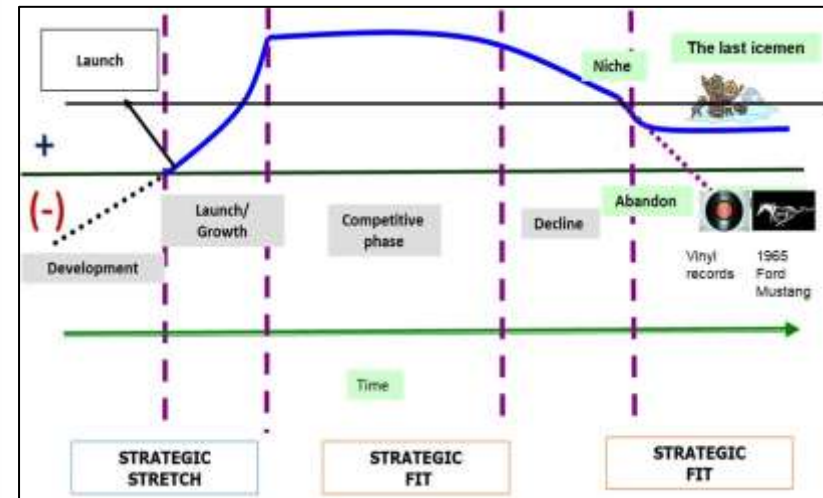 Launch
Niche
The last icemen
+
(-)
Launch/
Growth
Competitive
phase
Decline
Abandon
Development
Vinyl
records
1965
Ford
Mustang
Time
STRATEGIC
STRETCH
STRATEGIC
FIT
STRATEGIC
FIT